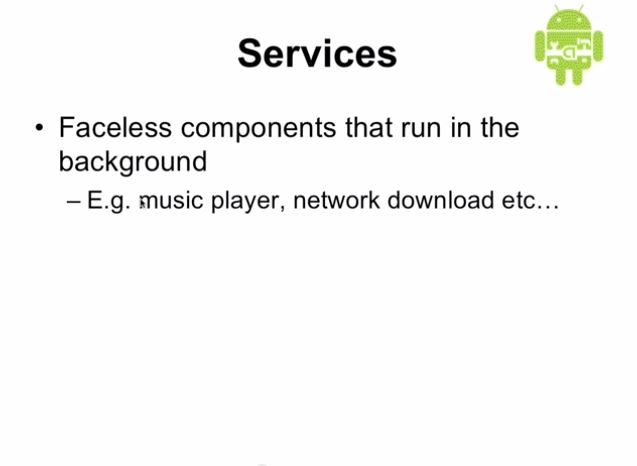 Services
• Faceless components that run in the
background
– E.g. music player, network download etc…